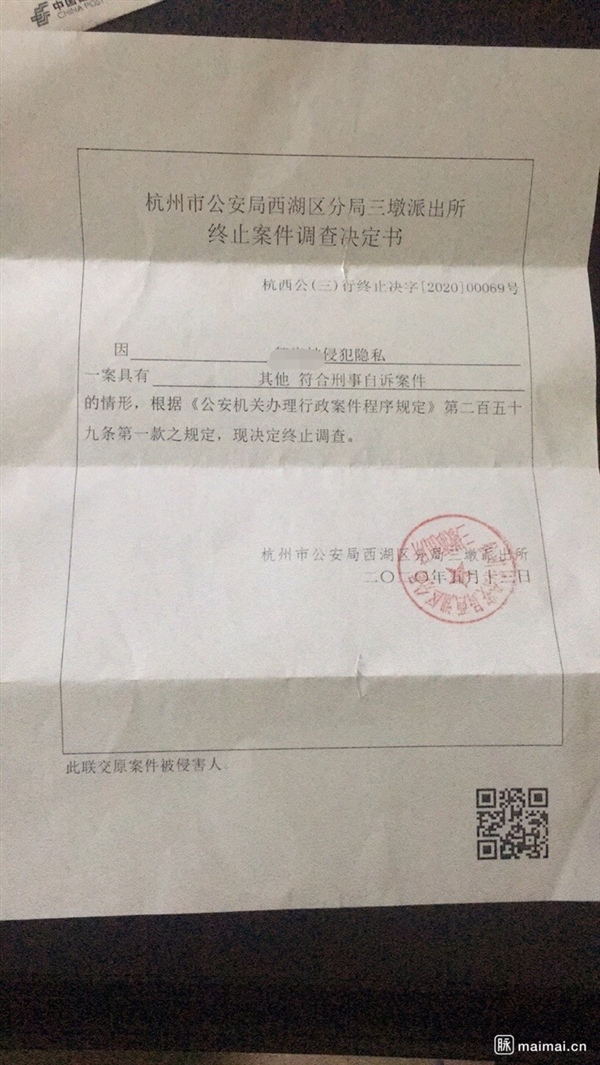 中国
CHINA POST
杭州市公安局西湖区分局三墩派出所
终止案件调查决定书
杭西公(三)行终止决字[2020]00069号
因 侵犯隐私
一案具有 其他 符合刑事自诉案件
的情形，根据《公安机关办理行政案件程序规定》第二百五十
九条第一款之规定，现决定终止调查。
杭州市公安局西湖区分局三墩派出所
二〇二〇年五月十三日
此联交原案件被侵害人
脉 maimai.cn